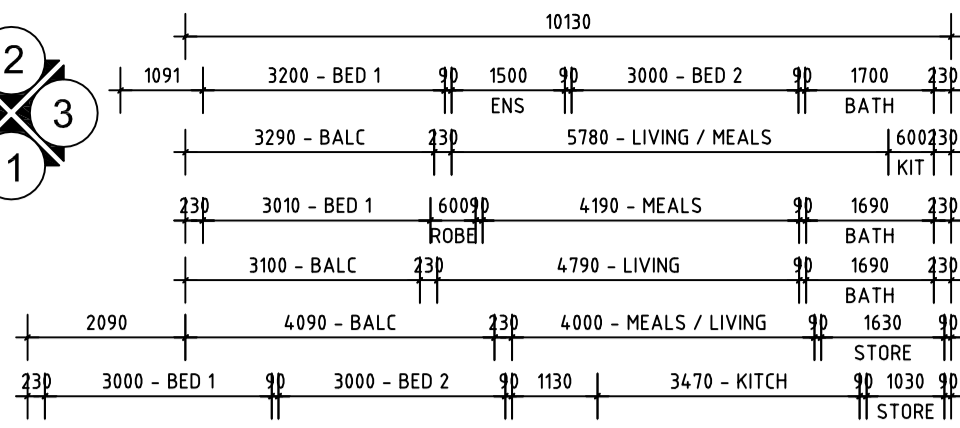 10130
2
1091 3200 - BED 1 90 1500 90 3000 - BED 2 90 1700 230
ENS BATH
3
3290 - BALC 230 5780 - LIVING / MEALS 600 230
KIT
1
230 3010 - BED 1 600 90 4190 - MEALS 90 1690 230
ROBE BATH
3100 - BALC 230 4790 - LIVING 90 1690 230
BATH
2090 4090 - BALC 230 4000 - MEALS / LIVING 90 1630 90
STORE
230 3000 - BED 1 90 3000 - BED 2 90 1130 3470 - KITCH 90 1030 90
STORE